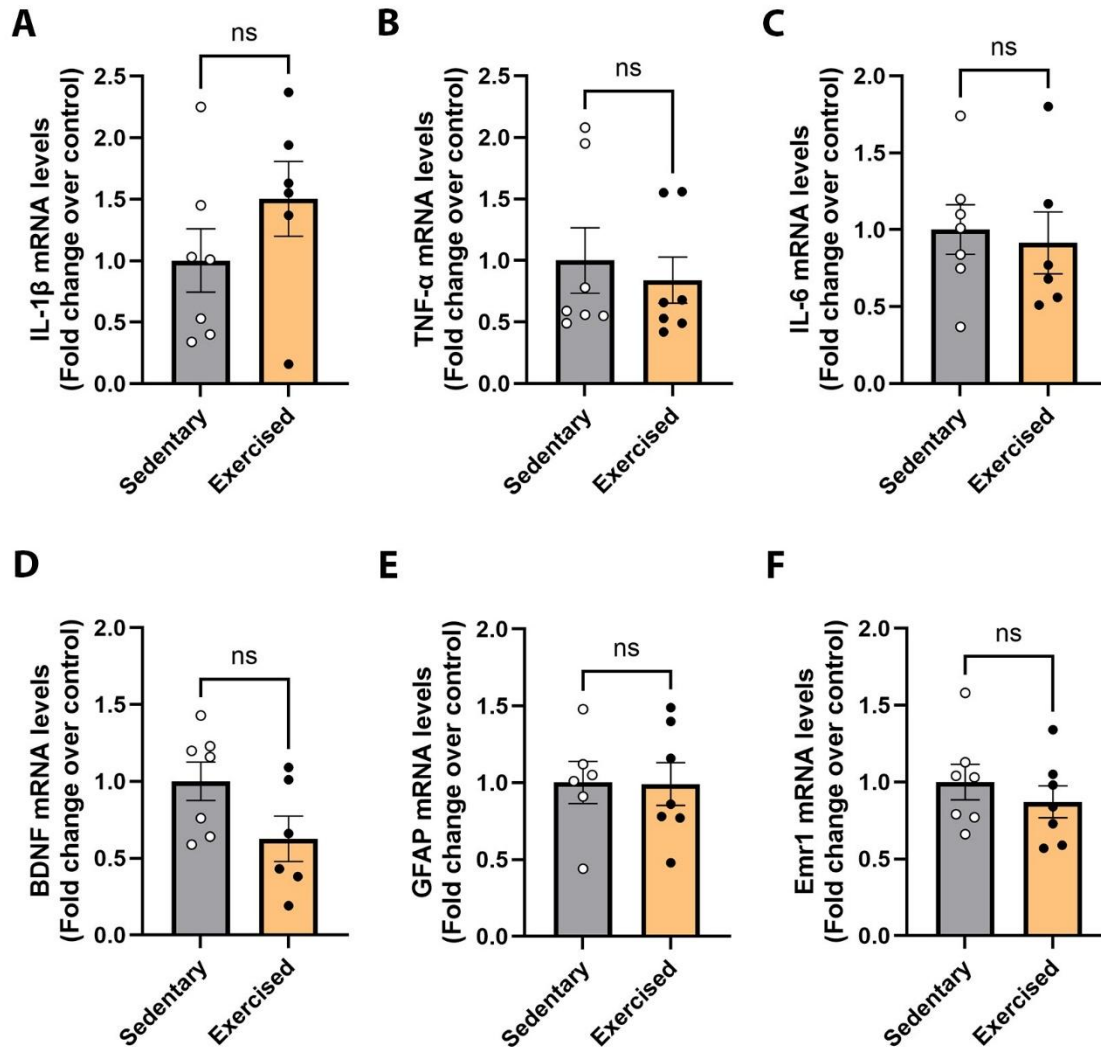 A
IL-1β mRNA levels
(Fold change over control)
ns
2.5
2.0
1.5
1.0
0.5
0.0
Sedentary
Exercised
B
TNF-α mRNA levels
(Fold change over control)
ns
2.5
2.0
1.5
1.0
0.5
0.0
Sedentary
Exercised
C
IL-6 mRNA levels
(Fold change over control)
ns
2.0
1.5
1.0
0.5
0.0
Sedentary
Exercised
D
BDNF mRNA levels
(Fold change over control)
ns
2.0
1.5
1.0
0.5
0.0
Sedentary
Exercised
E
GFAP mRNA levels
(Fold change over control)
ns
2.0
1.5
1.0
0.5
0.0
Sedentary
Exercised
F
Emr1 mRNA levels
(Fold change over control)
ns
2.0
1.5
1.0
0.5
0.0
Sedentary
Exercised